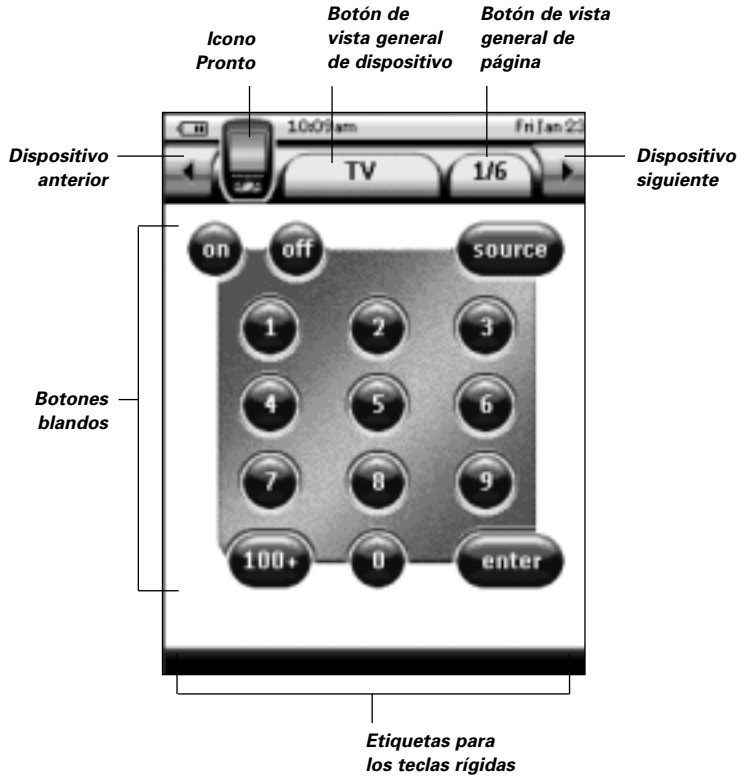 Icono
Pronto
Botón de
vista general
de dispositivo
Botón de vista
general de
página
10:09am
Fri Jan 23
Dispositivo
anterior
TV
1/6
Dispositivo
siguiente
on
off
source
1
2
3
Botones
blandos
4
5
6
7
8
9
100+
0
enter
Etiquetas para
los teclas rígidas